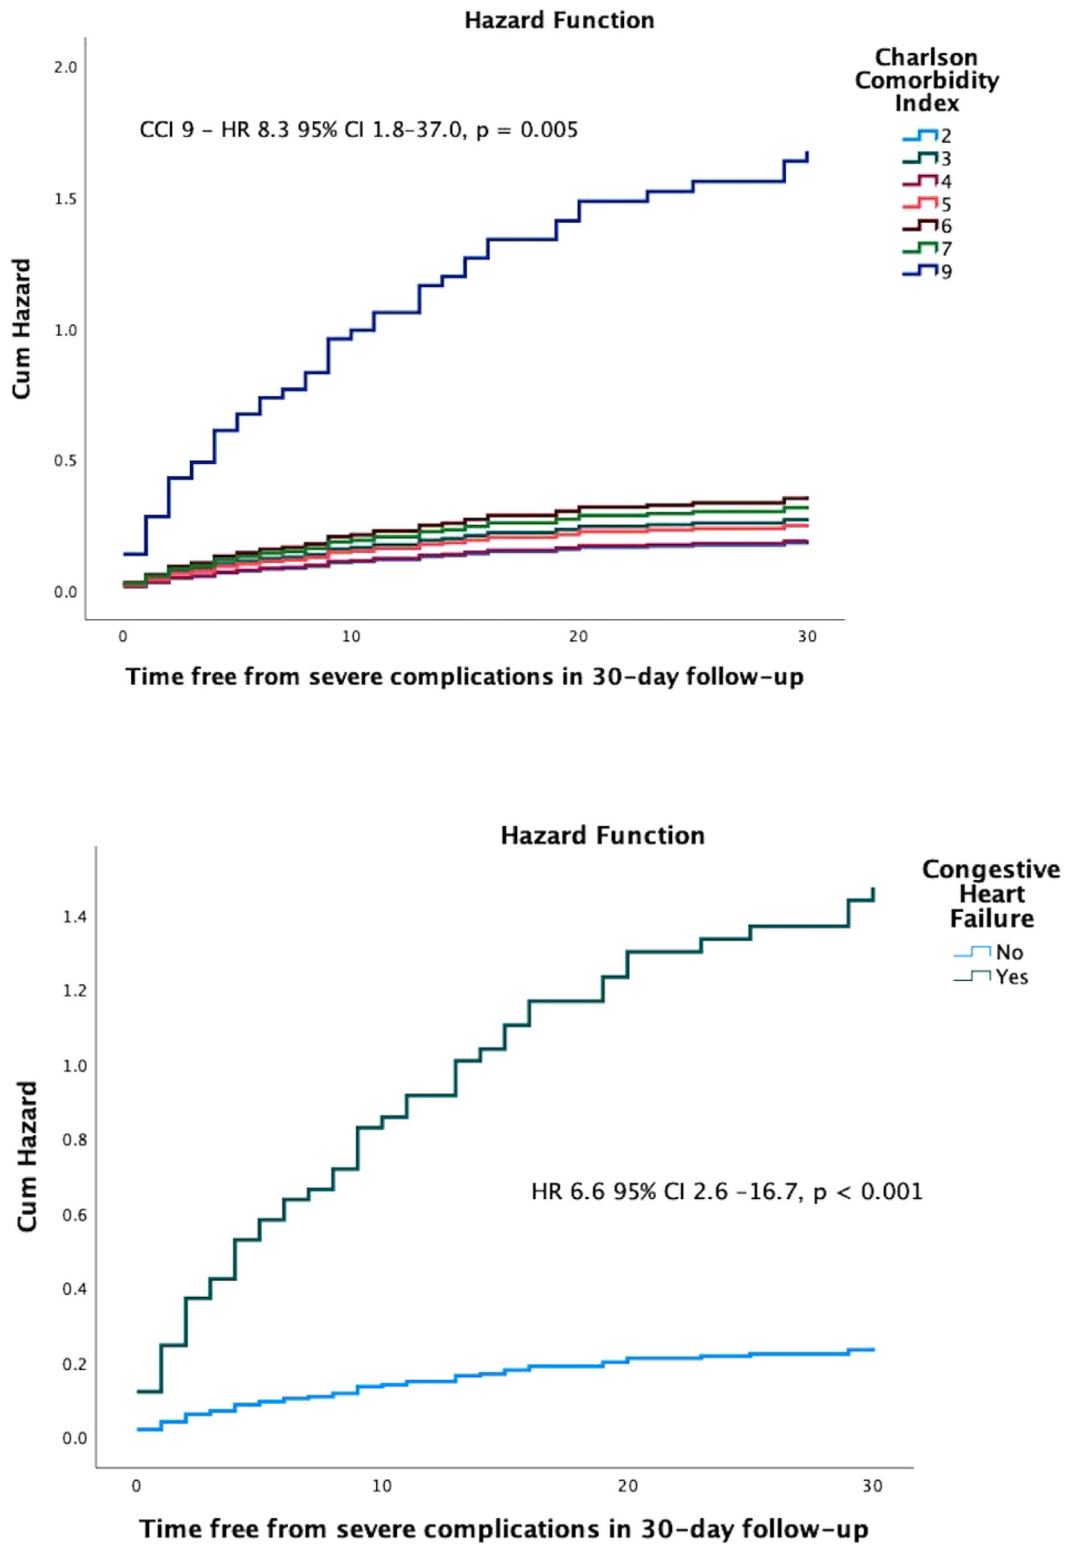 Hazard Function
Charlson
Comorbidity
Index
2
3
4
5
6
7
9
CCI 9 – HR 8.3 95% CI 1.8–37.0, p = 0.005
Cum Hazard
2.0
1.5
1.0
0.5
0.0
0
10
20
30
Time free from severe complications in 30-day follow-up
Hazard Function
Congestive
Heart
Failure
No
Yes
HR 6.6 95% CI 2.6 –16.7, p < 0.001
Cum Hazard
1.4
1.2
1.0
0.8
0.6
0.4
0.2
0.0
0
10
20
30
Time free from severe complications in 30-day follow-up